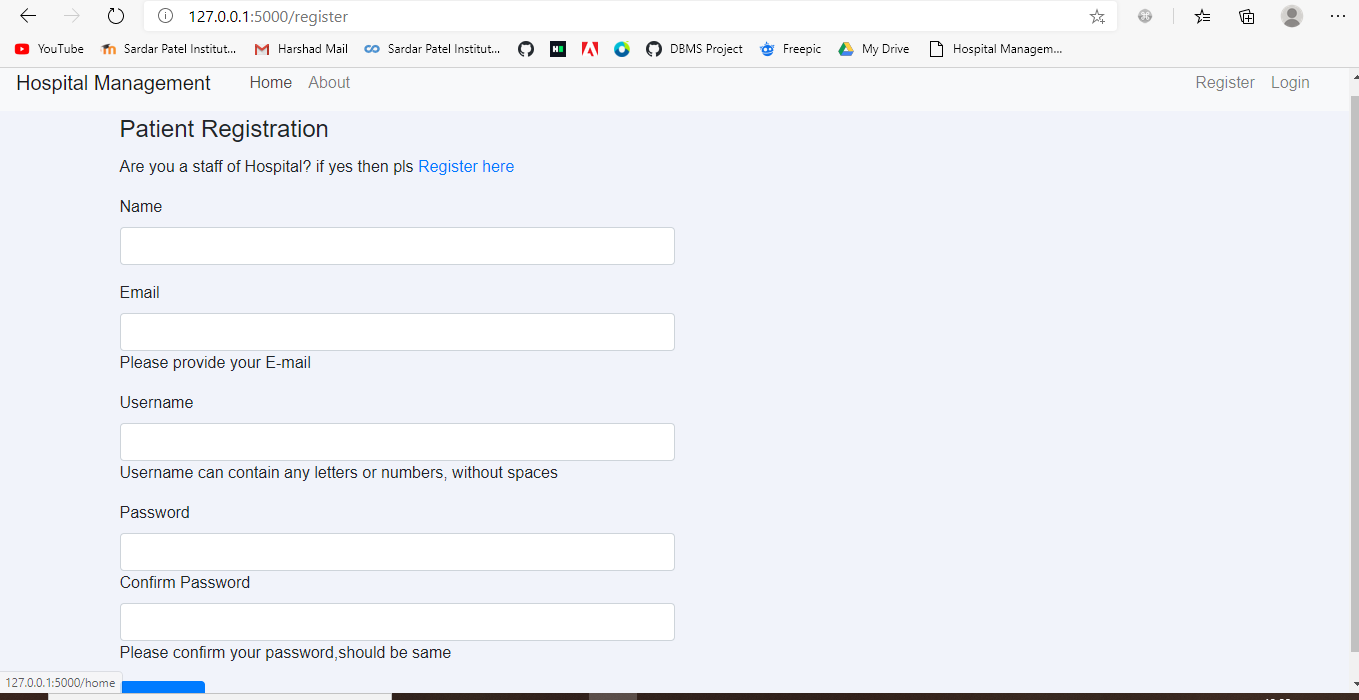 127.0.0.1:5000/register
YouTube Sardar Patel Institut... Harshad Mail Sardar Patel Institut... DBMS Project Freepic My Drive Hospital Managem...
Hospital Management Home About Register Login
Patient Registration
Are you a staff of Hospital? if yes then pls Register here
Name
Email
Please provide your E-mail
Username
Username can contain any letters or numbers, without spaces
Password
Confirm Password
Please confirm your password,should be same
127.0.0.1:5000/home